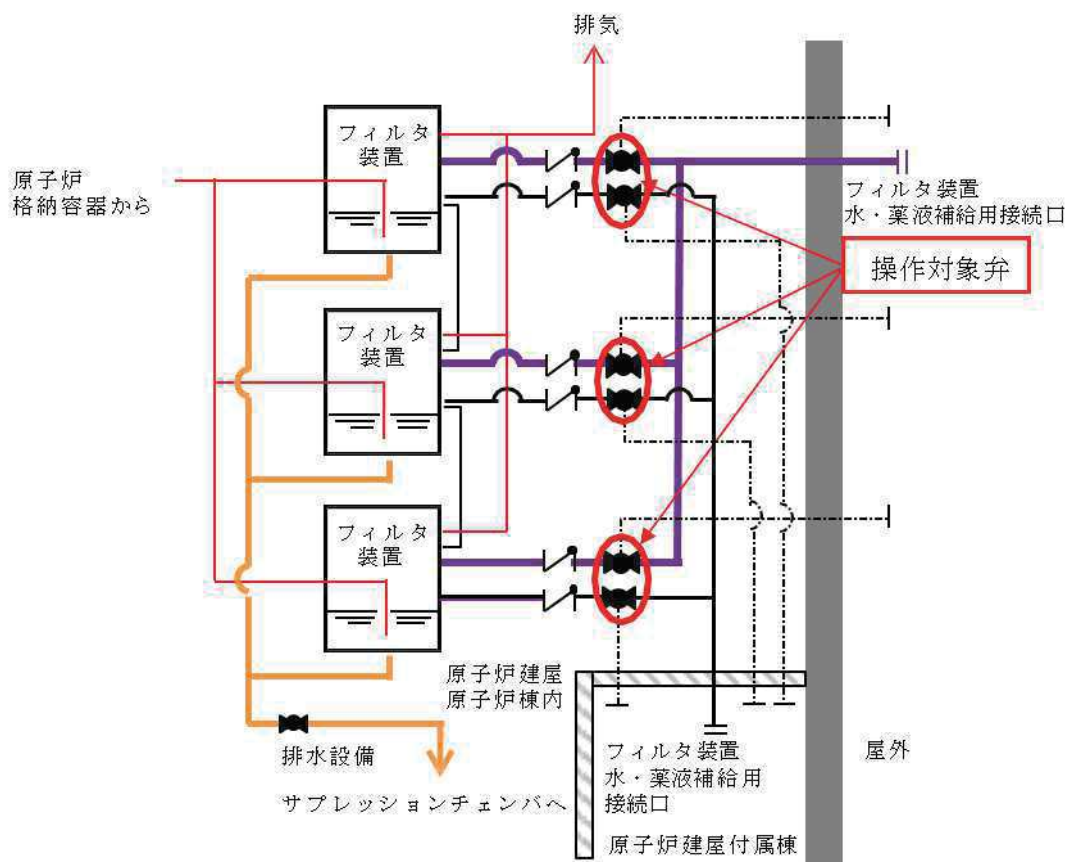 排気
フィルタ
装置
原子炉
格納容器から
フィルタ装置
水・薬液補給用接続口
操作対象弁
フィルタ
装置
フィルタ
装置
原子炉建屋
原子炉棟内
排水設備
サプレッションチェンバへ
フィルタ装置
水・薬液補給用
接続口
屋外
原子炉建屋付属棟